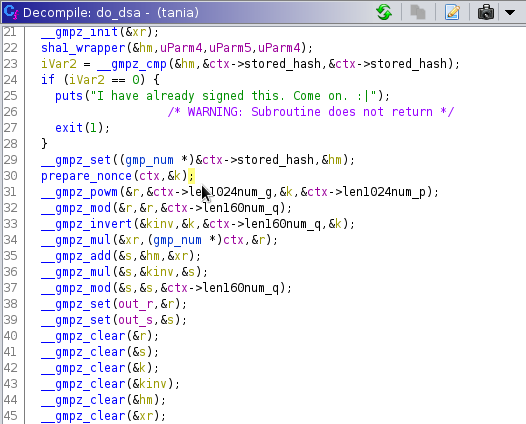 Decompile: do_dsa - (tania)
21 __gmpz_init(&xr);
22 sha1_wrapper(&hm,uParm4,uParm5,uParm4);
23 iVar2 = __gmpz_cmp(&hm,&ctx->stored_hash,&ctx->stored_hash);
24 if (iVar2 == 0) {
25 puts("I have already signed this. Come on. :|");
26 /* WARNING: Subroutine does not return */
27 exit(1);
28 }
29 __gmpz_set((gmp_num *)&ctx->stored_hash,&hm);
30 prepare_nonce(ctx,&k);
31 __gmpz_powm(&r,&ctx->len1024num_g,&k,&ctx->len1024num_p);
32 __gmpz_mod(&r,&r,&ctx->len160num_q);
33 __gmpz_invert(&kinv,&k,&ctx->len160num_q,&k);
34 __gmpz_mul(&xr,(gmp_num *)ctx,&r);
35 __gmpz_add(&s,&hm,&xr);
36 __gmpz_mul(&s,&kinv,&s);
37 __gmpz_mod(&s,&s,&ctx->len160num_q);
38 __gmpz_set(out_r,&r);
39 __gmpz_set(out_s,&s);
40 __gmpz_clear(&r);
41 __gmpz_clear(&s);
42 __gmpz_clear(&k);
43 __gmpz_clear(&kinv);
44 __gmpz_clear(&hm);
45 __gmpz_clear(&xr);